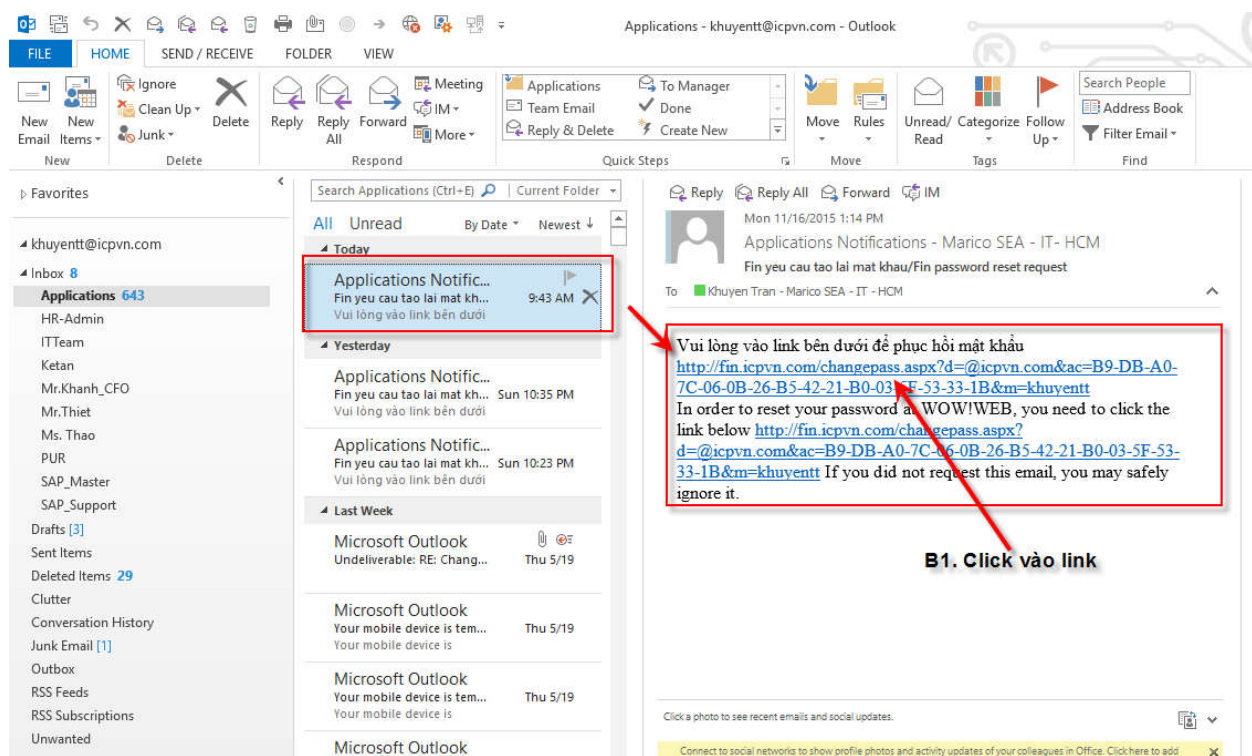 Applications - khuyentt@icpvn.com - Outlook
FILE HOME SEND / RECEIVE FOLDER VIEW
New Email
New Items
Ignore
Clean Up
Junk
Delete
Reply
Reply All
Forward
Meeting
IM
More
Applications
Team Email
Reply & Delete
To Manager
Done
Create New
Move
Rules
Unread/ Read
Categorize
Follow Up
Search People
Address Book
Filter Email
New Delete Respond Quick Steps Move Tags Find
Favorites
khuyentt@icpvn.com
Inbox 8
Applications 643
HR-Admin
ITTeam
Ketan
Mr.Khanh_CFO
Mr.Thiet
Ms. Thao
PUR
SAP_Master
SAP_Support
Drafts [3]
Sent Items
Deleted Items 29
Clutter
Conversation History
Junk Email [1]
Outbox
RSS Feeds
RSS Subscriptions
Unwanted
Search Applications (Ctrl+E) Current Folder
All Unread By Date Newest ↓
Today
Applications Notific...
Fin yeu cau tao lai mat kh... 9:43 AM
Vui lòng vào link bên dưới
Yesterday
Applications Notific...
Fin yeu cau tao lai mat kh... Sun 10:35 PM
Vui lòng vào link bên dưới
Applications Notific...
Fin yeu cau tao lai mat kh... Sun 10:23 PM
Vui lòng vào link bên dưới
Last Week
Microsoft Outlook
Undeliverable: RE: Chang... Thu 5/19
Microsoft Outlook
Your mobile device is tem... Thu 5/19
Your mobile device is
Microsoft Outlook
Your mobile device is tem... Thu 5/19
Your mobile device is
Microsoft Outlook
Reply Reply All Forward IM
Mon 11/16/2015 1:14 PM
Applications Notifications - Marico SEA - IT- HCM
Fin yeu cau tao lai mat khau/Fin password reset request
To Khuyen Tran - Marico SEA - IT - HCM
Vui lòng vào link bên dưới để phục hồi mật khẩu
http://fin.icpvn.com/changepass.aspx?d=@icpvn.com&ac=B9-DB-A0-
7C-06-0B-26-B5-42-21-B0-03-5F-53-33-1B&m=khuyentt
In order to reset your password at WOW!WEB, you need to click the
link below http://fin.icpvn.com/changepass.aspx?
d=@icpvn.com&ac=B9-DB-A0-7C-06-0B-26-B5-42-21-B0-03-5F-53-
33-1B&m=khuyentt If you did not request this email, you may safely
ignore it.
B1. Click vào link
Click a photo to see recent emails and social updates.
Connect to social networks to show profile photos and activity updates of your colleagues in Office. Click here to add